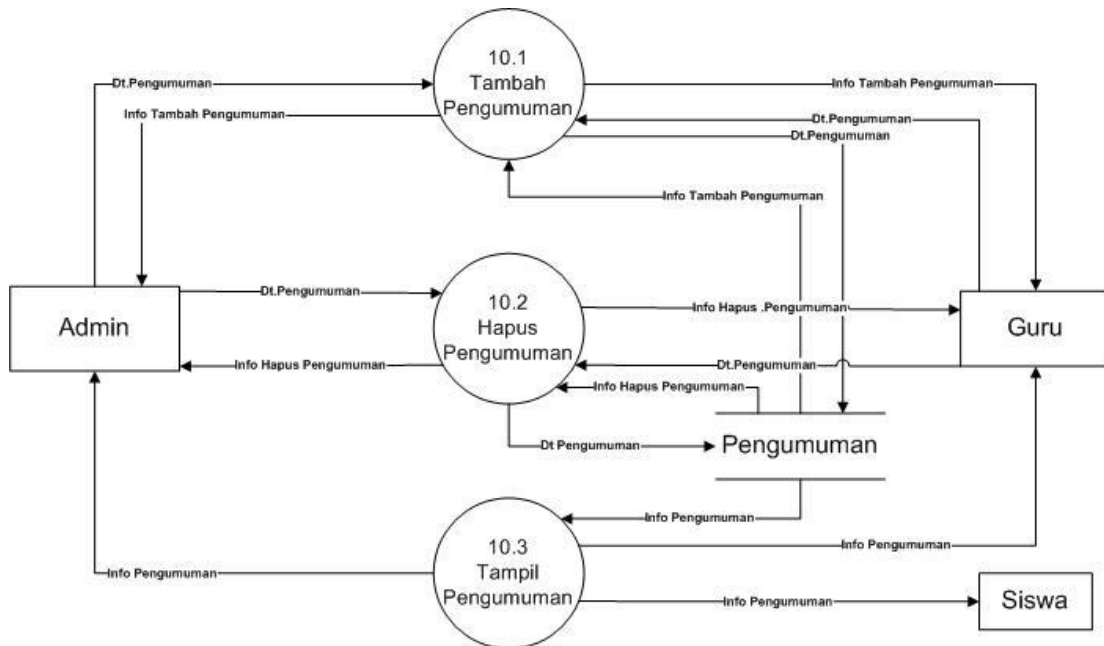 10.1
Tambah
Pengumuman
Dt.Pengumuman
Info Tambah Pengumuman
Info Tambah Pengumuman
Dt.Pengumuman
Dt.Pengumuman
Info Tambah Pengumuman
Admin
Dt.Pengumuman
10.2
Hapus
Pengumuman
Info Hapus .Pengumuman
Guru
Info Hapus Pengumuman
Dt.Pengumuman
Info Hapus Pengumuman
Dt Pengumuman
Pengumuman
Info Pengumuman
10.3
Tampil
Pengumuman
Info Pengumuman
Info Pengumuman
Info Pengumuman
Siswa